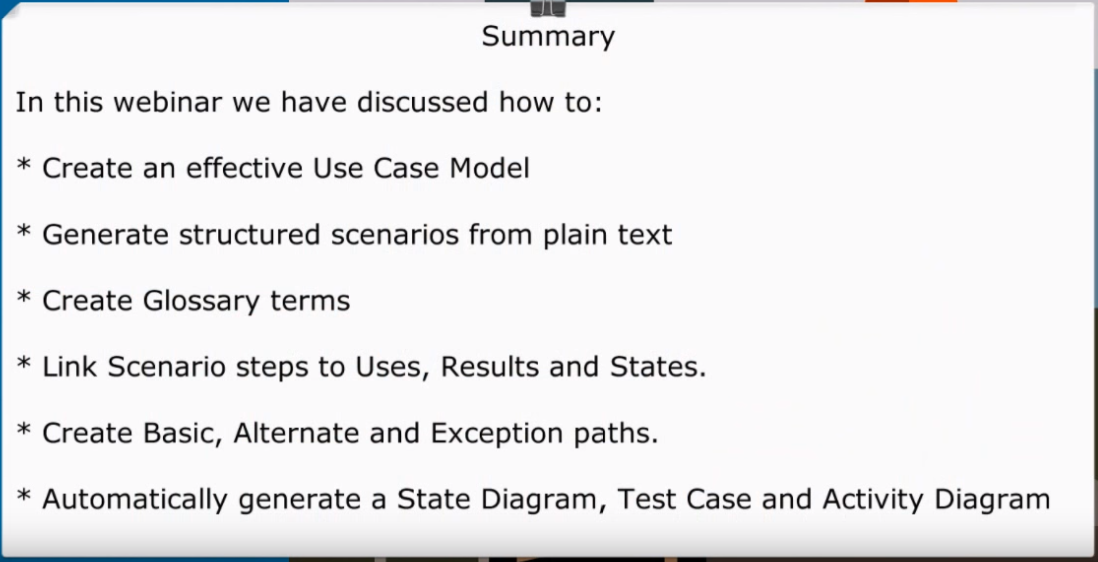 Summary
In this webinar we have discussed how to:
* Create an effective Use Case Model
* Generate structured scenarios from plain text
* Create Glossary terms
* Link Scenario steps to Uses, Results and States.
* Create Basic, Alternate and Exception paths.
* Automatically generate a State Diagram, Test Case and Activity Diagram